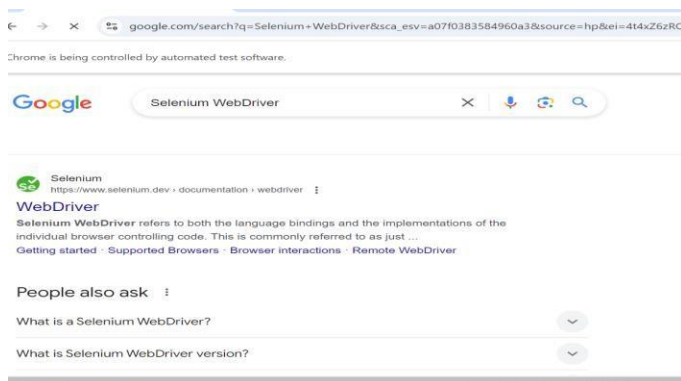 google.com/search?q=Selenium+WebDriver&sca_esv=a07f0383584960a3&source=hp&ei=4t4xZ6zRC
Chrome is being controlled by automated test software.
Google
Selenium WebDriver
Selenium
https://www.selenium.dev › documentation › webdriver
WebDriver
Selenium WebDriver refers to both the language bindings and the implementations of the
individual browser controlling code. This is commonly referred to as just ...
Getting started · Supported Browsers · Browser interactions · Remote WebDriver
People also ask
What is a Selenium WebDriver?
What is Selenium WebDriver version?